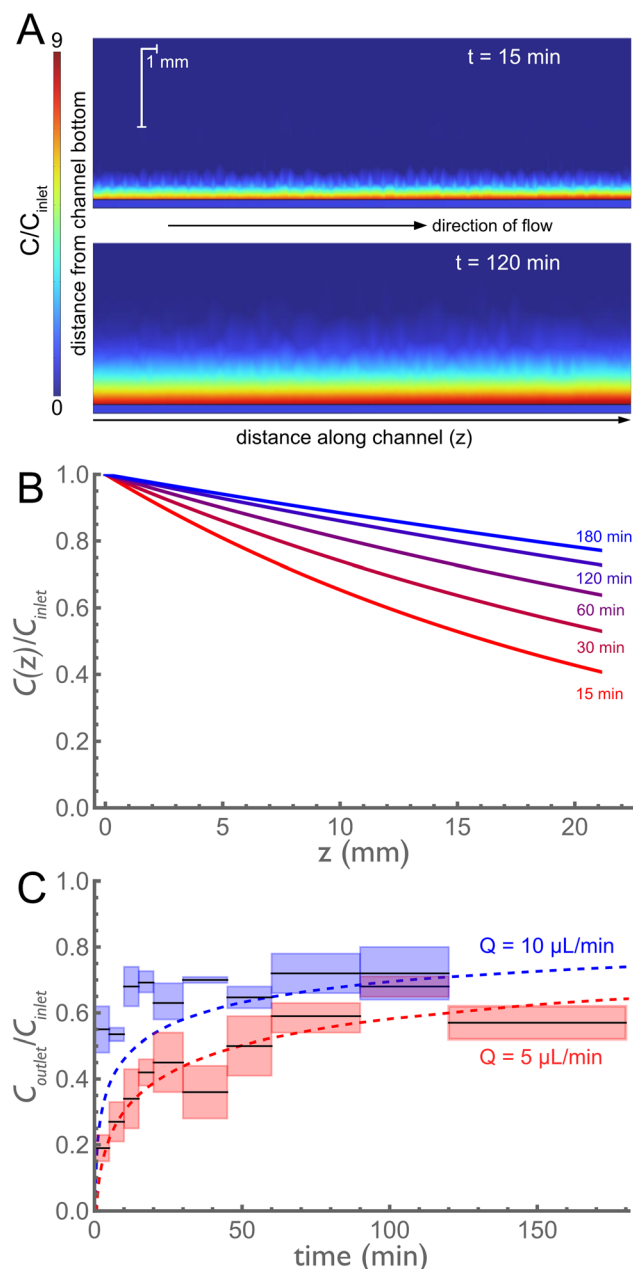 A
9
C/C_inlet
0
distance from channel bottom
1 mm
t = 15 min
direction of flow
t = 120 min
distance along channel (z)
B
C(z)/C_inlet
1.0
0.8
0.6
0.4
0.2
0.0
180 min
120 min
60 min
30 min
15 min
0 5 10 15 20
z (mm)
C
C_outlet/C_inlet
1.0
0.8
0.6
0.4
0.2
0.0
Q = 10 µL/min
Q = 5 µL/min
0 50 100 150
time (min)